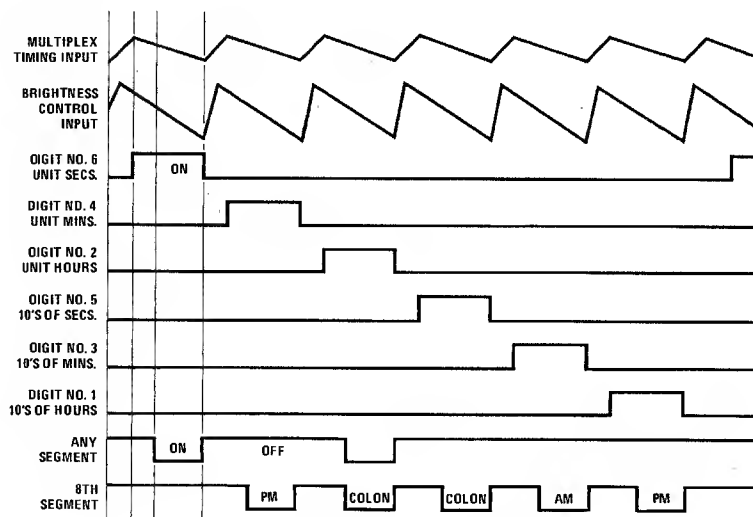 MULTIPLEX
TIMING INPUT
BRIGHTNESS
CONTROL
INPUT
OIGIT NO. 6
UNIT SECS.
ON
DIGIT ND. 4
UNIT MINS.
OIGIT NO. 2
UNIT HOURS
OIGIT NO. 5
10'S OF SECS.
OIGIT NO. 3
10'S OF MINS.
DIGIT NO. 1
10'S OF HOURS
ANY
SEGMENT
ON
OFF
8TH
SEGMENT
PM
COLON
COLON
AM
PM